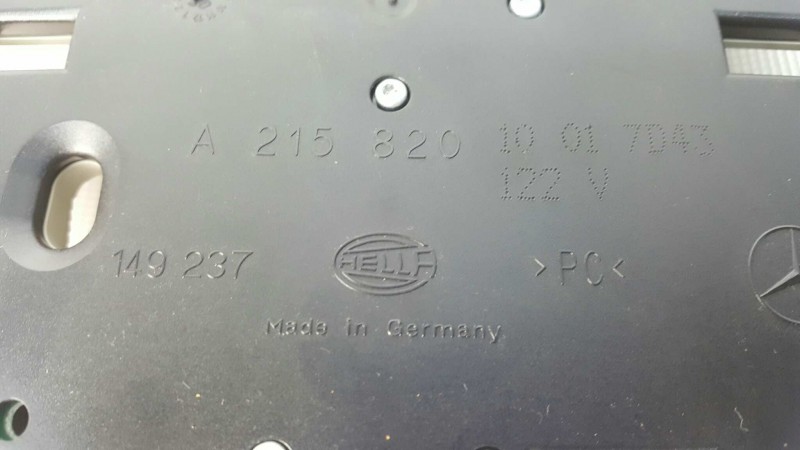 A 215 820 10 01 7D43
122 V
149 237 HELLA >PC<
Made in Germany